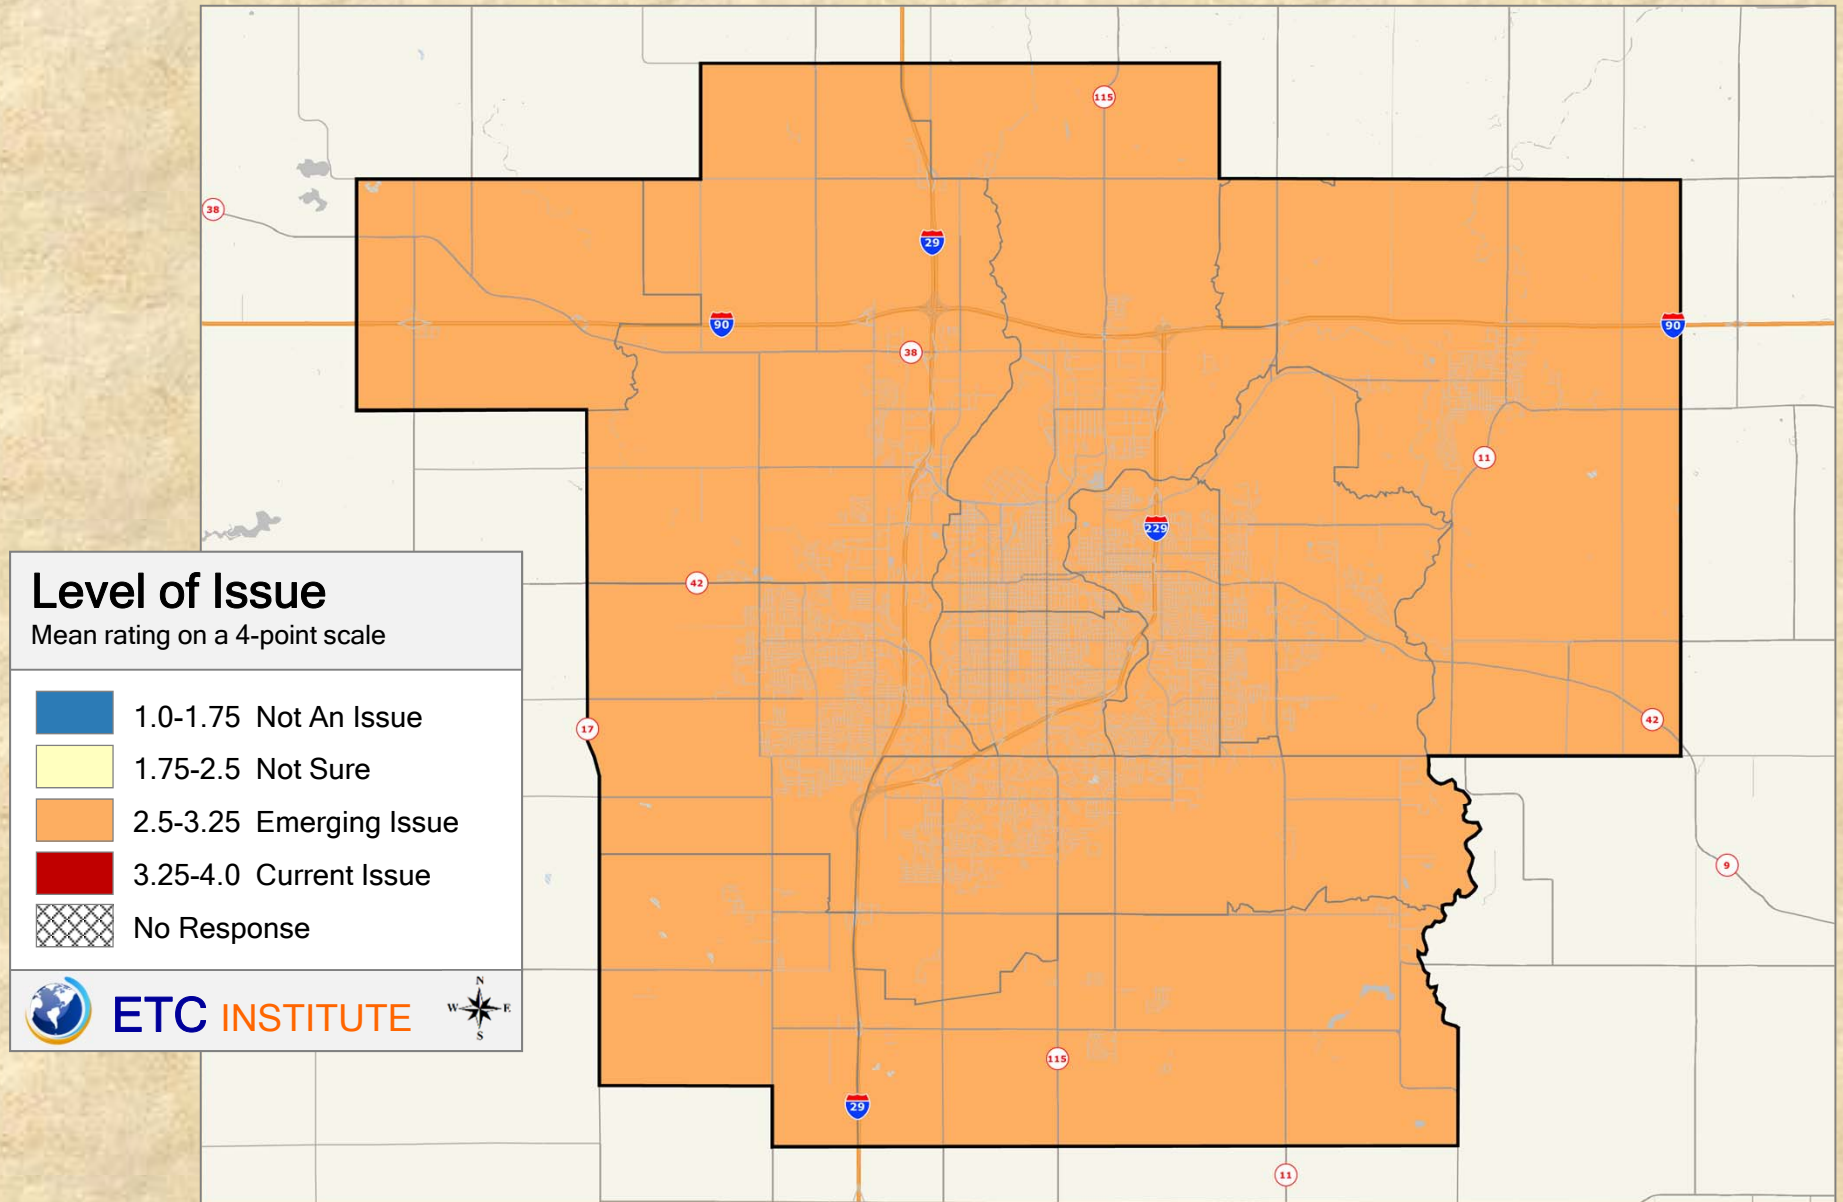 115
38
29
90
90
38
11
229
42
17
42
9
115
29
11
Level of Issue
Mean rating on a 4-point scale
1.0-1.75 Not An Issue
1.75-2.5 Not Sure
2.5-3.25 Emerging Issue
3.25-4.0 Current Issue
No Response
ETC INSTITUTE
N
W E
S